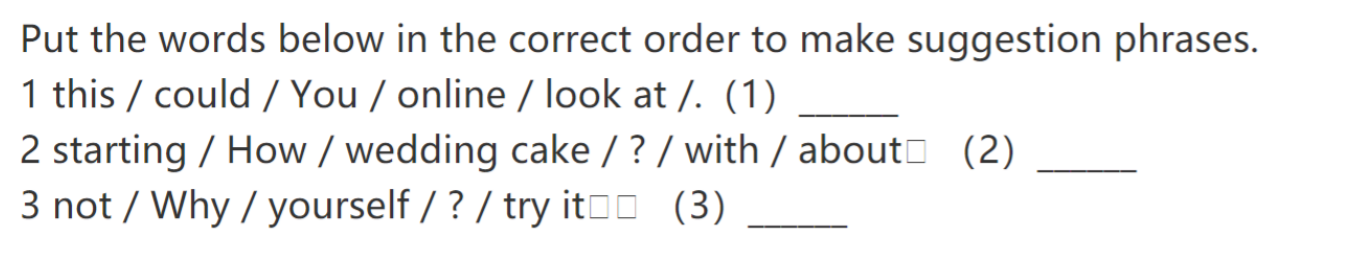 Put the words below in the correct order to make suggestion phrases.
1 this / could / You / online / look at /. (1) ______
2 starting / How / wedding cake / ? / with / about□ (2) ______
3 not / Why / yourself / ? / try it□□ (3) ______